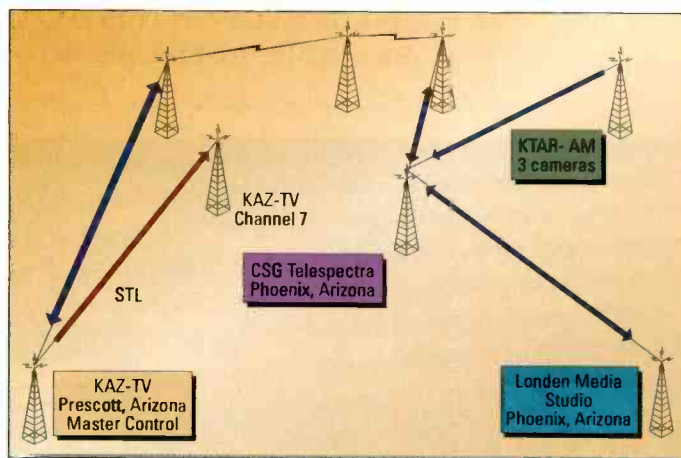 KTAR- AM
3 cameras
KAZ-TV
Channel 7
CSG Telespectra
Phoenix, Arizona
STL
KAZ-TV
Prescott, Arizona
Master Control
Londen Media
Studio
Phoenix, Arizona